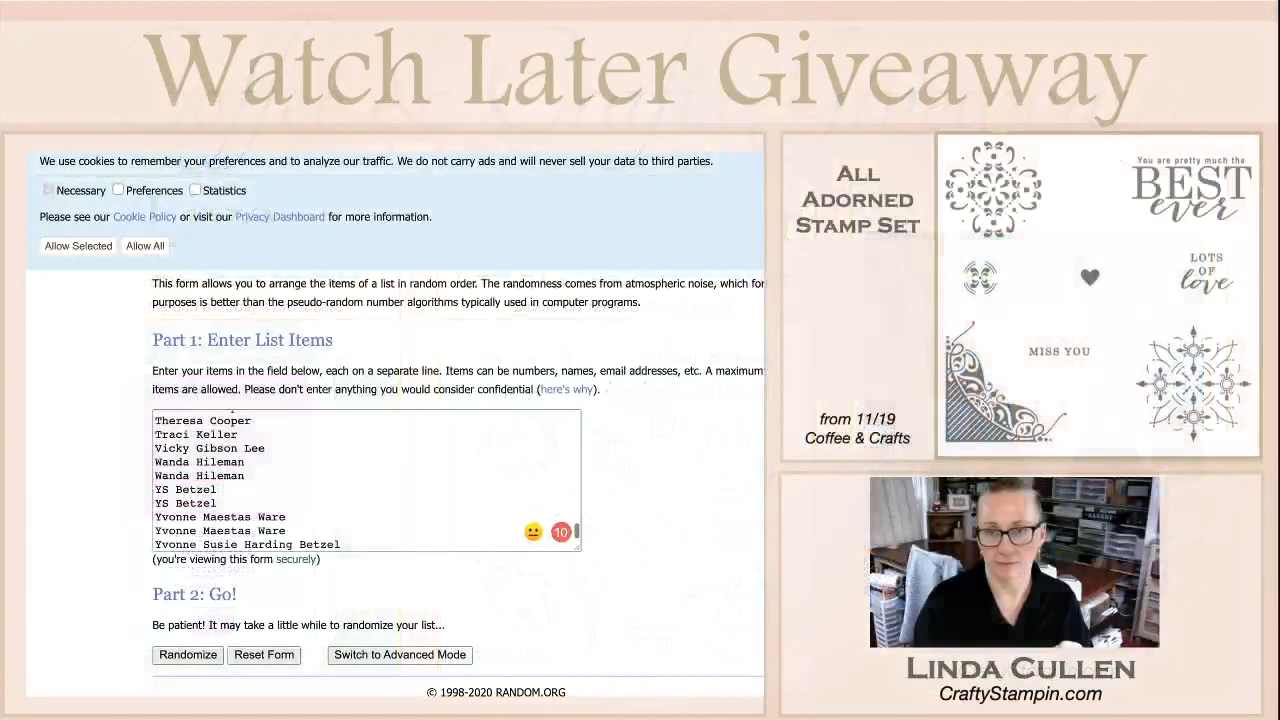 Watch Later Giveaway
We use cookies to remember your preferences and to analyze our traffic. We do not carry ads and will never sell your data to third parties.
Necessary Preferences Statistics
Please see our Cookie Policy or visit our Privacy Dashboard for more information.
Allow Selected Allow All
This form allows you to arrange the items of a list in random order. The randomness comes from atmospheric noise, which for
purposes is better than the pseudo-random number algorithms typically used in computer programs.
Part 1: Enter List Items
Enter your items in the field below, each on a separate line. Items can be numbers, names, email addresses, etc. A maximum
items are allowed. Please don't enter anything you would consider confidential (here's why).
Theresa Cooper
Traci Keller
Vicky Gibson Lee
Wanda Hileman
Wanda Hileman
YS Betzel
YS Betzel
Yvonne Maestas Ware
Yvonne Maestas Ware
Yvonne Susie Harding Betzel
10
(you're viewing this form securely)
Part 2: Go!
Be patient! It may take a little while to randomize your list...
Randomize Reset Form Switch to Advanced Mode
© 1998-2020 RANDOM.ORG
ALL
ADORNED
STAMP SET
from 11/19
Coffee & Crafts
You are pretty much the
BEST
ever
LOTS
OF
love
MISS YOU
LINDA CULLEN
CraftyStampin.com